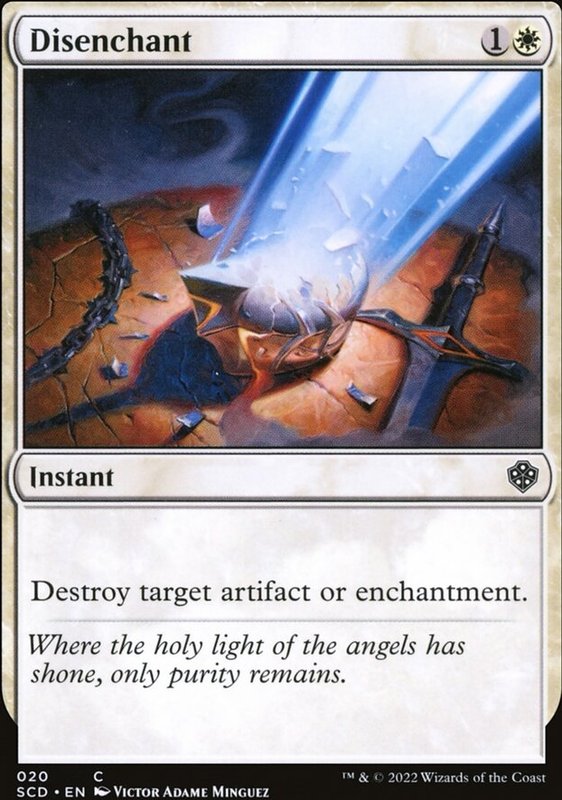 Disenchant 1
Instant
Destroy target artifact or enchantment.
Where the holy light of the angels has
shone, only purity remains.
020 C
SCD • EN Victor Adame Minguez
™ & © 2022 Wizards of the Coast